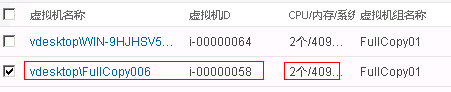 虚拟机名称 虚拟机ID CPU/内存/系统 虚拟机组名称
vdesktop\WIN-9HJHSV5... i-00000064 2个/409... FullCopy01
vdesktop\FullCopy006 i-00000058 2个/409... FullCopy01